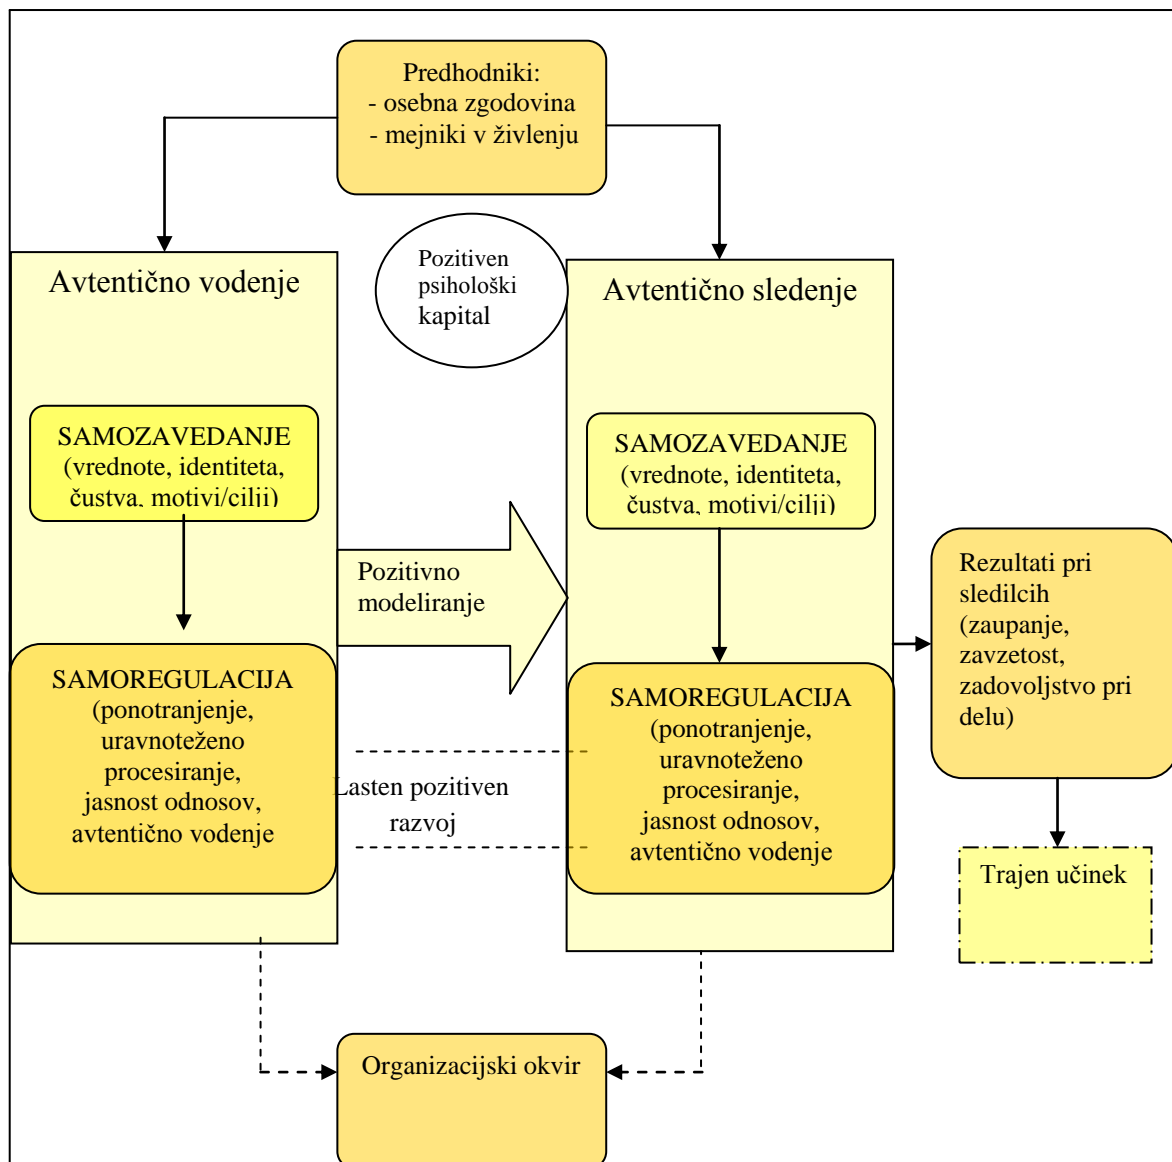 Predhodniki:
- osebna zgodovina
- mejniki v živlenju
Pozitiven
psihološki
kapital
Avtentično vodenje
SAMOZAVEDANJE
(vrednote, identiteta,
čustva, motivi/cilji)
SAMOREGULACIJA
(ponotranjenje,
uravnoteženo
procesiranje,
jasnost odnosov,
avtentično vodenje
Pozitivno
modeliranje
Lasten pozitiven
razvoj
Avtentično sledenje
SAMOZAVEDANJE
(vrednote, identiteta,
čustva, motivi/cilji)
SAMOREGULACIJA
(ponotranjenje,
uravnoteženo
procesiranje,
jasnost odnosov,
avtentično vodenje
Rezultati pri
sledilcih
(zaupanje,
zavzetost,
zadovoljstvo pri
delu)
Trajen učinek
Organizacijski okvir